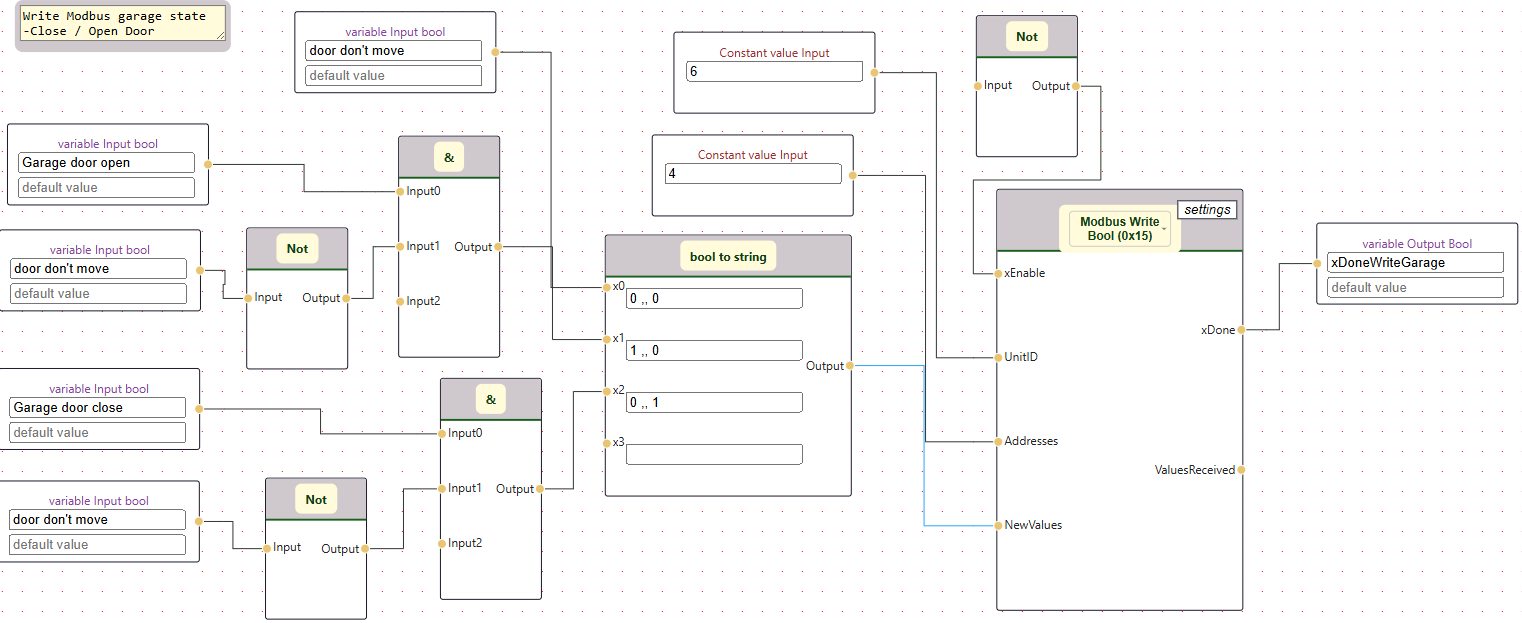 Write Modbus garage state
-Close / Open Door
variable Input bool
door don't move
default value
Constant value Input
6
Not
Input
Output
variable Input bool
Garage door open
default value
&
Input0
Input1
Output
Input2
Constant value Input
4
variable Input bool
door don't move
default value
Not
Input
Output
bool to string
x0
0 ,, 0
x1
1 ,, 0
Output
x2
0 ,, 1
x3
settings
Modbus Write
Bool (0x15)
xEnable
xDone
UnitID
Addresses
ValuesReceived
NewValues
variable Output Bool
xDoneWriteGarage
default value
variable Input bool
Garage door close
default value
&
Input0
Input1
Output
Input2
variable Input bool
door don't move
default value
Not
Input
Output